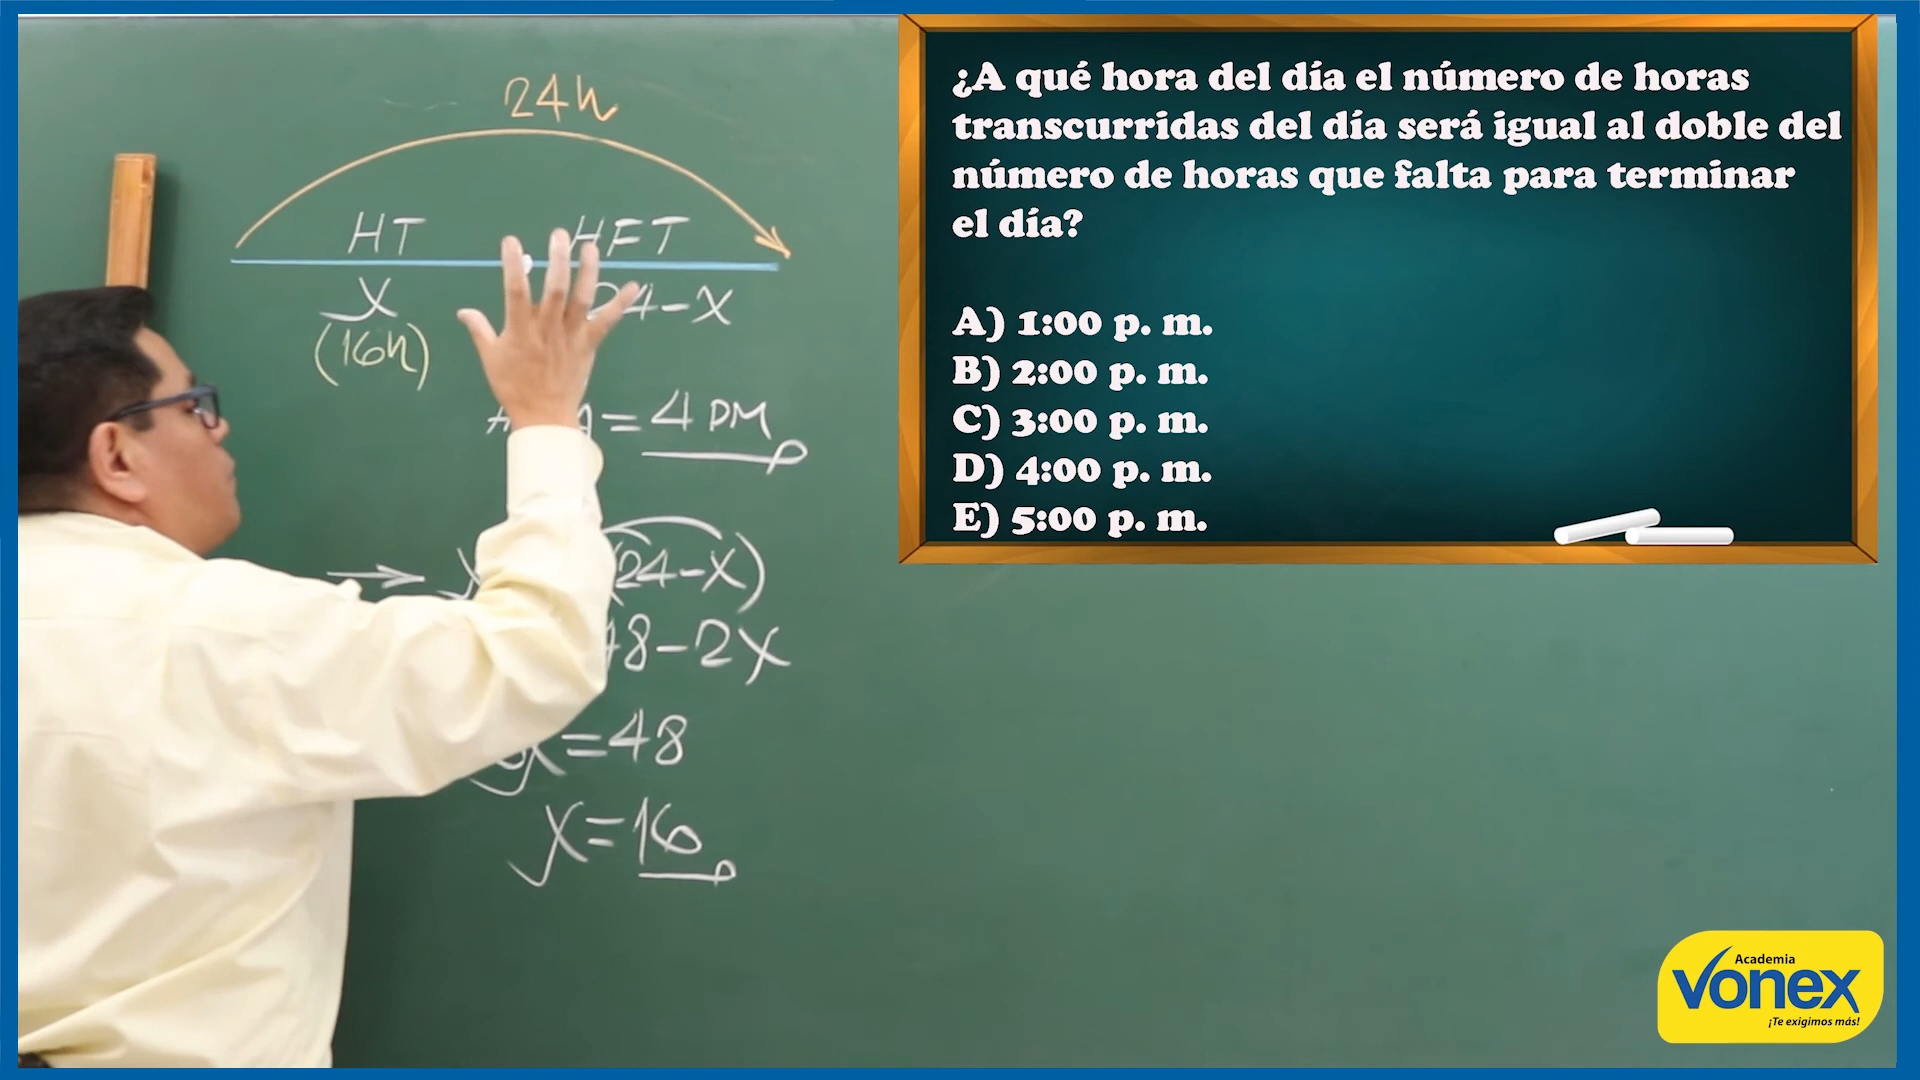 24h
HT HFT
X 24-X
(16h)
= 4 PM
(24-X)
8-2X
=48
X=16
¿A qué hora del día el número de horas
transcurridas del día será igual al doble del
número de horas que falta para terminar
el día?
A) 1:00 p. m.
B) 2:00 p. m.
C) 3:00 p. m.
D) 4:00 p. m.
E) 5:00 p. m.
Academia
vonex
¡Te exigimos más!